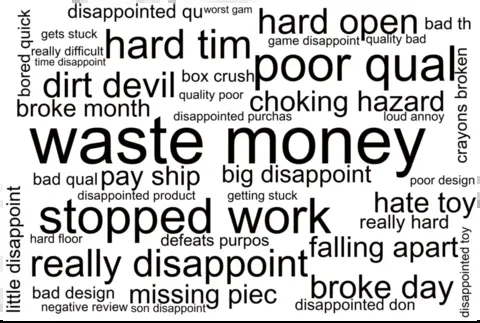 disappointed qu
worst gam
hard open
bad th
bored quick
gets stuck
hard tim
game disappoint
quality bad
really difficult
time disappoint
poor qual
crayons broken
dirt devil
box crush
quality poor
choking hazard
broke month
disappointed purchas
loud annoy
waste money
bad qual
pay ship
big disappoint
poor design
disappointed product
getting stuck
hate toy
little disappoint
stopped work
really hard
hard floor
defeats purpos
falling apart
disappointed toy
really disappoint
bad design
missing piec
broke day
negative review
son disappoint
disappointed don